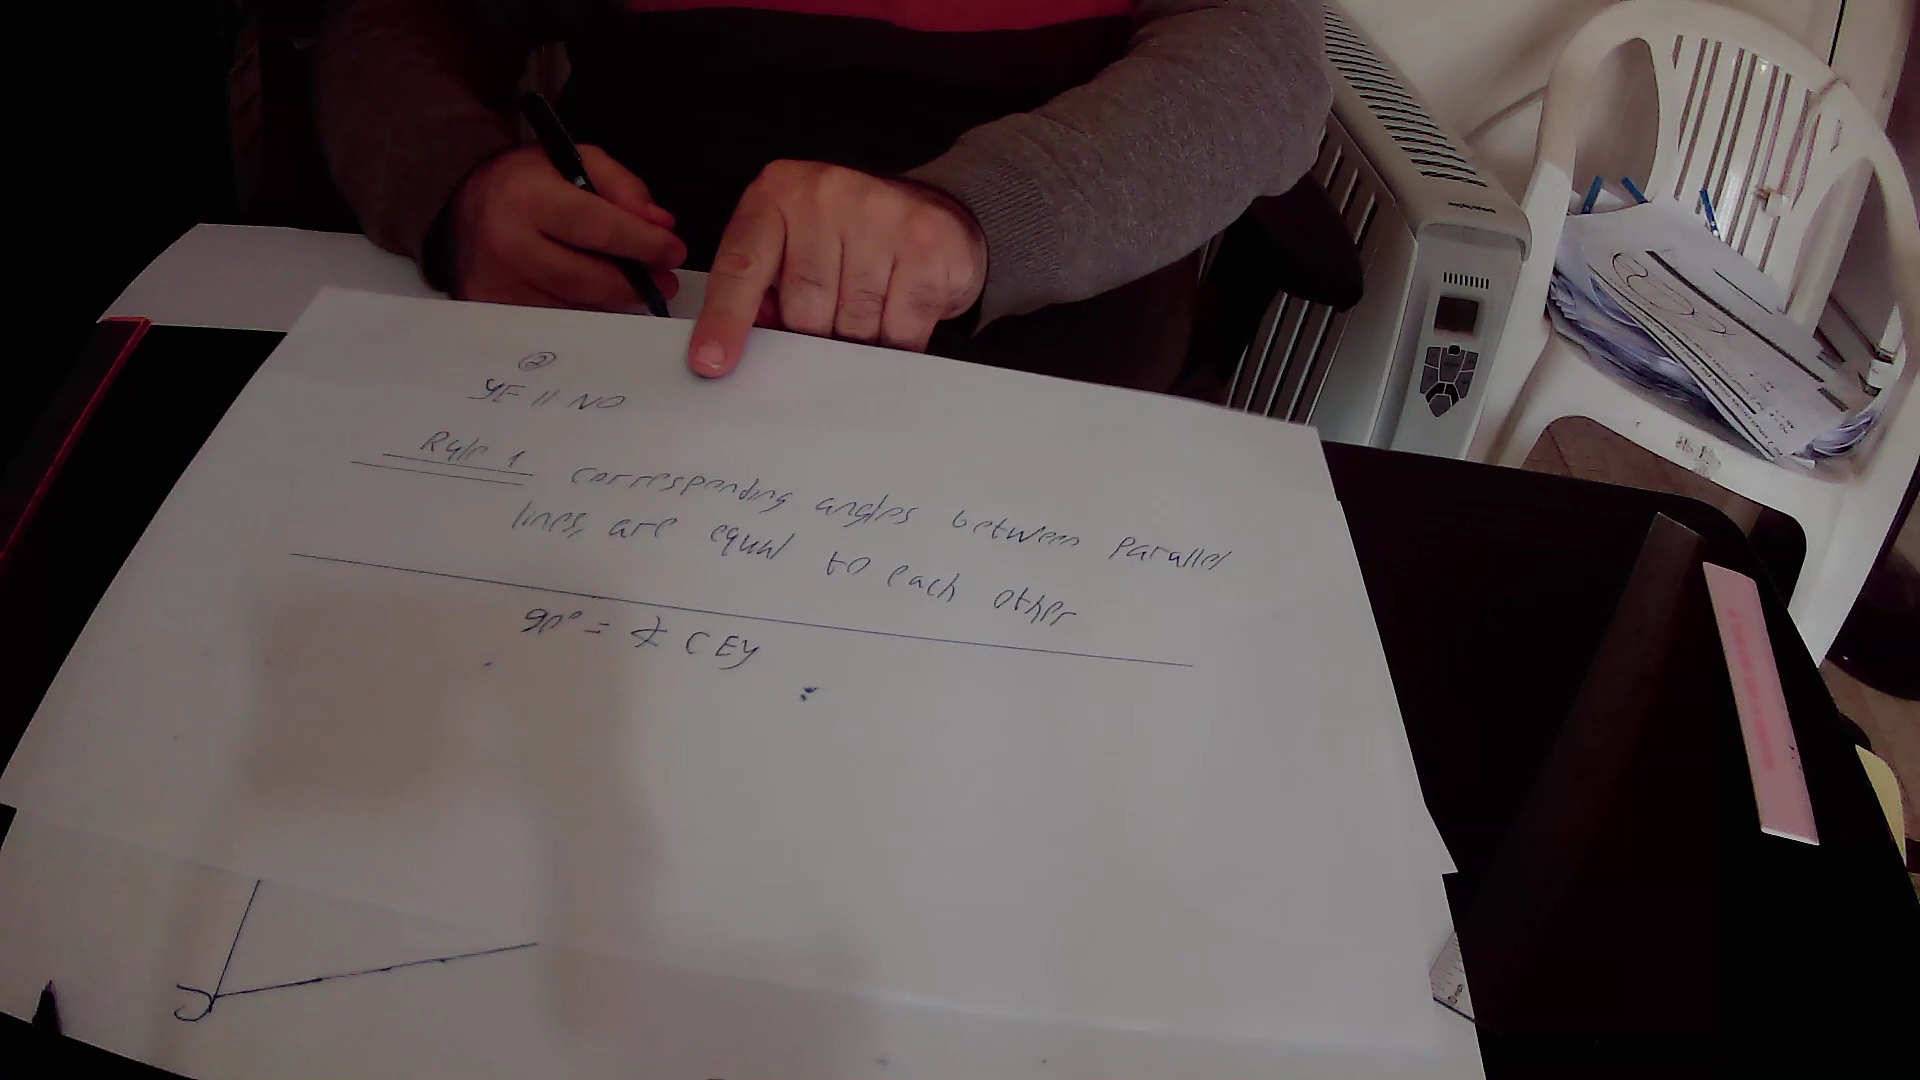 ②
YE || NO
Rule 1 corresponding angles between parallel
lines, are equal to each other
90° = ∡ CEY